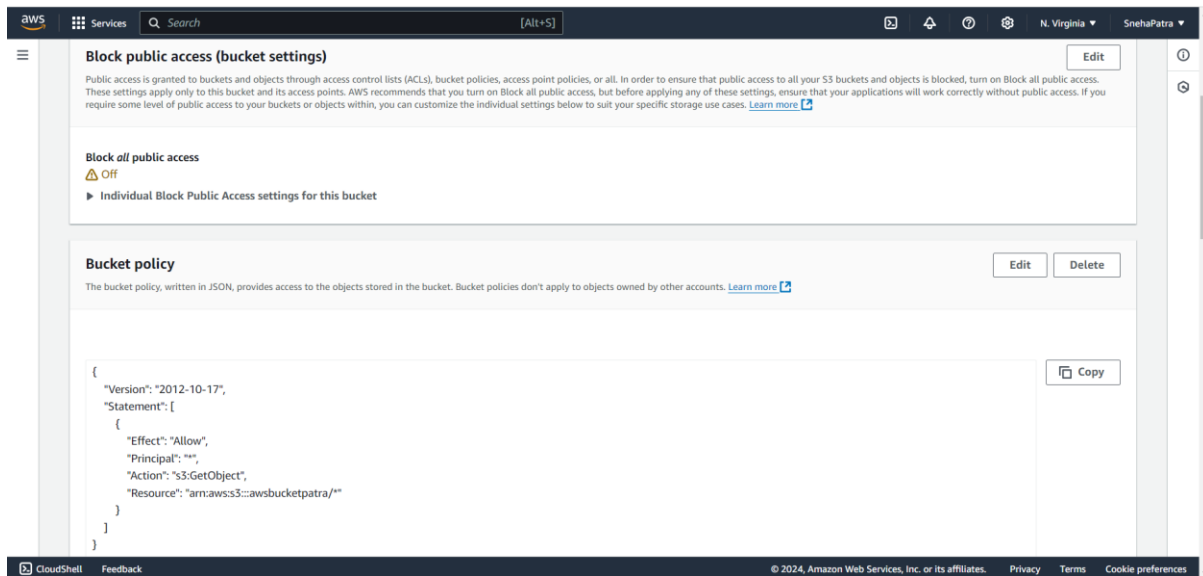 aws
Services
Search
[Alt+S]
N. Virginia
SnehaPatra
Block public access (bucket settings)
Edit
Public access is granted to buckets and objects through access control lists (ACLs), bucket policies, access point policies, or all. In order to ensure that public access to all your S3 buckets and objects is blocked, turn on Block all public access.
These settings apply only to this bucket and its access points. AWS recommends that you turn on Block all public access, but before applying any of these settings, ensure that your applications will work correctly without public access. If you
require some level of public access to your buckets or objects within, you can customize the individual settings below to suit your specific storage use cases. Learn more
Block all public access
Off
Individual Block Public Access settings for this bucket
Bucket policy
Edit
Delete
The bucket policy, written in JSON, provides access to the objects stored in the bucket. Bucket policies don't apply to objects owned by other accounts. Learn more
Copy
{
"Version": "2012-10-17",
"Statement": [
{
"Effect": "Allow",
"Principal": "*",
"Action": "s3:GetObject",
"Resource": "arn:aws:s3:::awsbucketpatra/*"
}
]
}
CloudShell
Feedback
© 2024, Amazon Web Services, Inc. or its affiliates.
Privacy
Terms
Cookie preferences